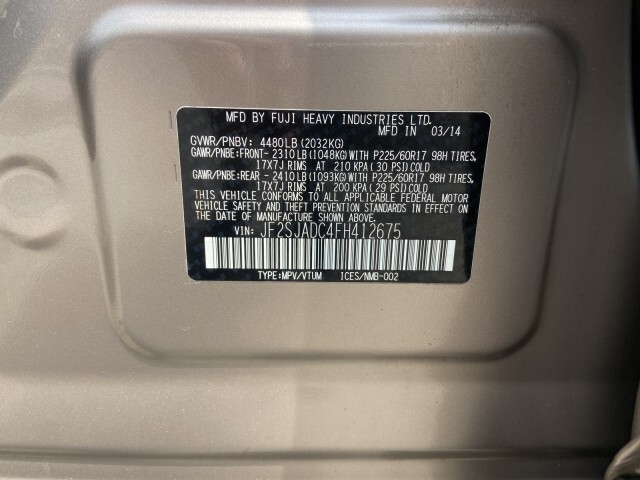 MFD BY FUJI HEAVY INDUSTRIES LTD.
MFD IN 03/14
GVWR/PNBV: 4480LB(2032KG)
GAWR/PNBE:FRONT- 2310LB(1048KG)WITH P225/60R17 98H TIRES,
17X7J RIMS AT 210 KPA(30 PSI)COLD
GAWR/PNBE:REAR - 2410LB(1093KG)WITH P225/60R17 98H TIRES,
17X7J RIMS AT 200 KPA(29 PSI)COLD
THIS VEHICLE CONFORMS TO ALL APPLICABLE FEDERAL MOTOR
VEHICLE SAFETY AND BUMPER STANDARDS IN EFFECT ON THE DATE
OF MANUFACTURE SHOWN ABOVE.
VIN: JF2SJADC4FH412675
TYPE:MPV/VTUM ICES/NMB-002